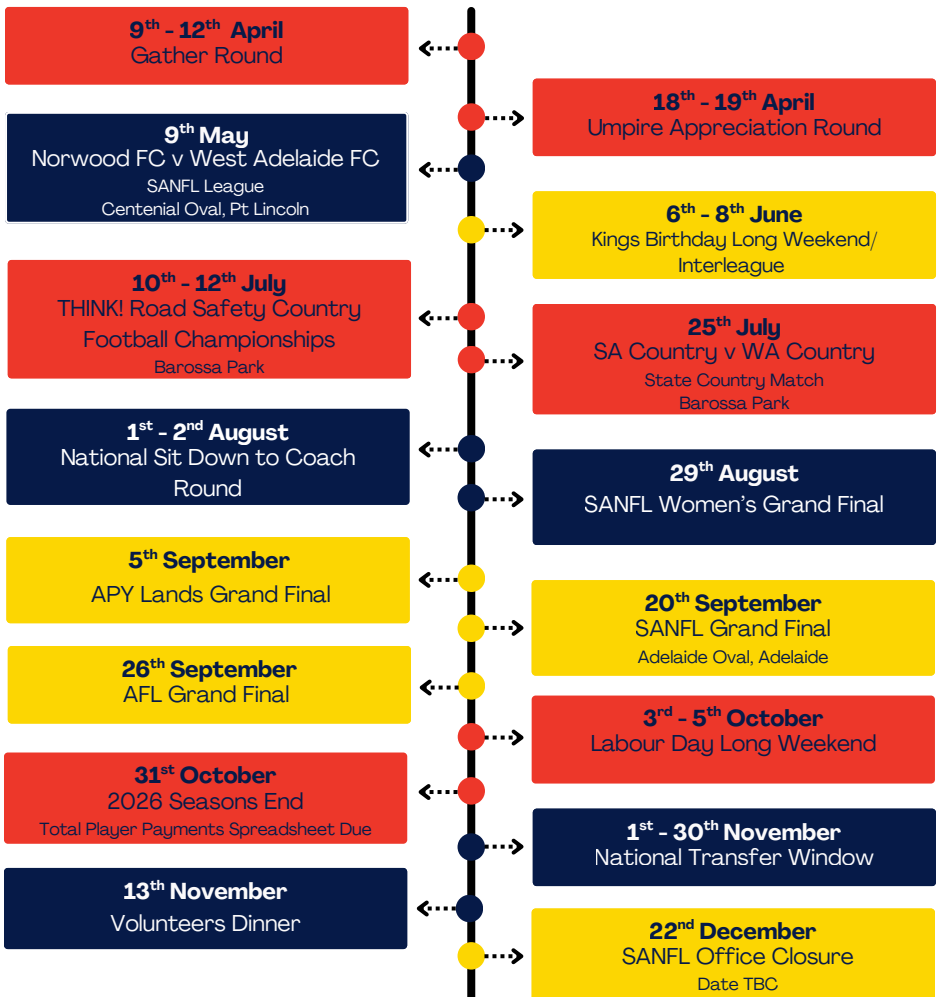 9th - 12th April
Gather Round
18th - 19th April
Umpire Appreciation Round
9th May
Norwood FC v West Adelaide FC
SANFL League
Centenial Oval, Pt Lincoln
6th - 8th June
Kings Birthday Long Weekend/
Interleague
10th - 12th July
THINK! Road Safety Country
Football Championships
Barossa Park
25th July
SA Country v WA Country
State Country Match
Barossa Park
1st - 2nd August
National Sit Down to Coach
Round
29th August
SANFL Women's Grand Final
5th September
APY Lands Grand Final
20th September
SANFL Grand Final
Adelaide Oval, Adelaide
26th September
AFL Grand Final
3rd - 5th October
Labour Day Long Weekend
31st October
2026 Seasons End
Total Player Payments Spreadsheet Due
1st - 30th November
National Transfer Window
13th November
Volunteers Dinner
22nd December
SANFL Office Closure
Date TBC